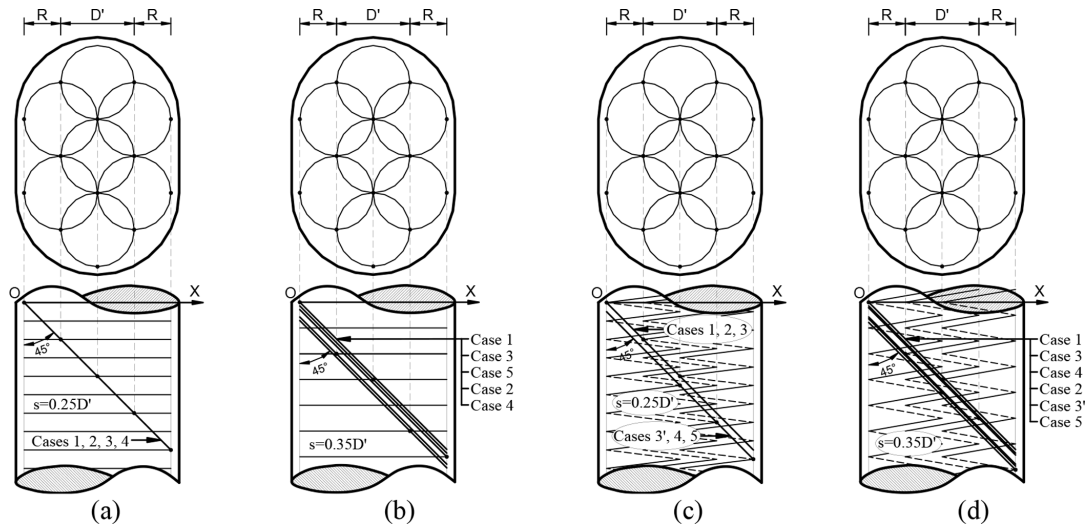 R D' R
R D' R
R D' R
R D' R
O X
45°
s=0.25D'
Cases 1, 2, 3, 4
(a)
O X
45°
s=0.35D'
Case 1
Case 3
Case 5
Case 2
Case 4
(b)
O X
Cases 1, 2, 3
45°
s=0.25D'
Cases 3', 4, 5
(c)
O X
45°
s=0.35D'
Case 1
Case 3
Case 4
Case 2
Case 3'
Case 5
(d)